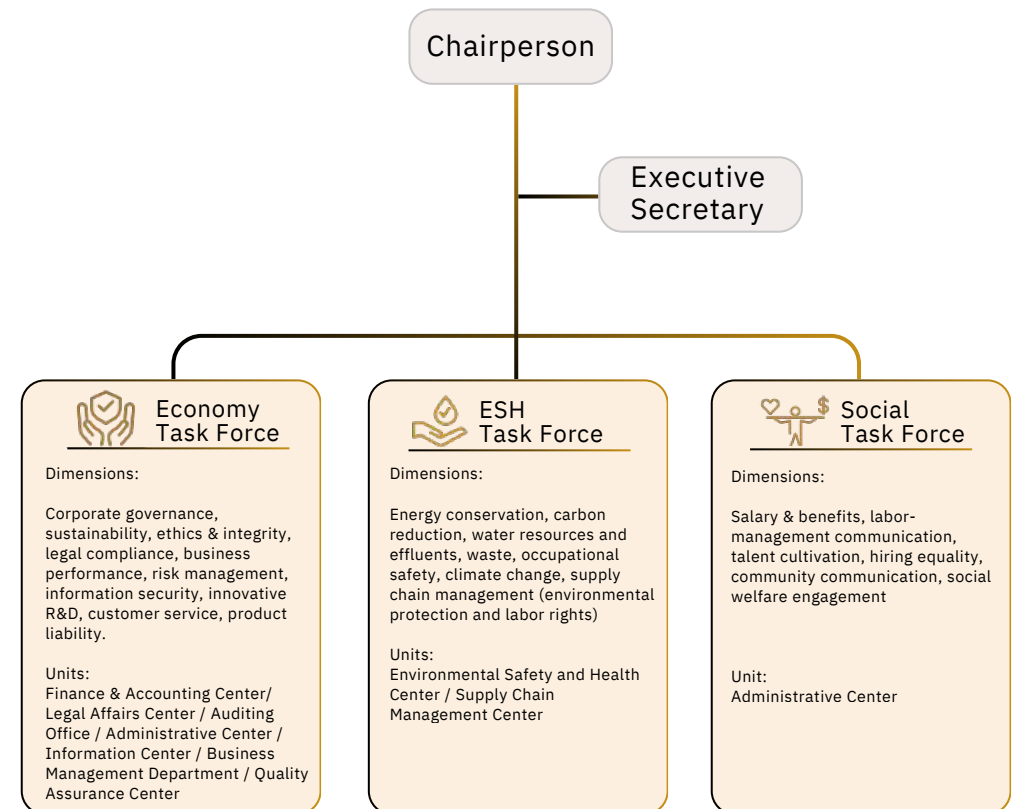 Chairperson
Executive
Secretary
Economy
Task Force
Dimensions:
Corporate governance,
sustainability, ethics & integrity,
legal compliance, business
performance, risk management,
information security, innovative
R&D, customer service, product
liability.
Units:
Finance & Accounting Center/
Legal Affairs Center / Auditing
Office / Administrative Center /
Information Center / Business
Management Department / Quality
Assurance Center
ESH
Task Force
Dimensions:
Energy conservation, carbon
reduction, water resources and
effluents, waste, occupational
safety, climate change, supply
chain management (environmental
protection and labor rights)
Units:
Environmental Safety and Health
Center / Supply Chain
Management Center
$
Social
Task Force
Dimensions:
Salary & benefits, labor-
management communication,
talent cultivation, hiring equality,
community communication, social
welfare engagement
Unit:
Administrative Center